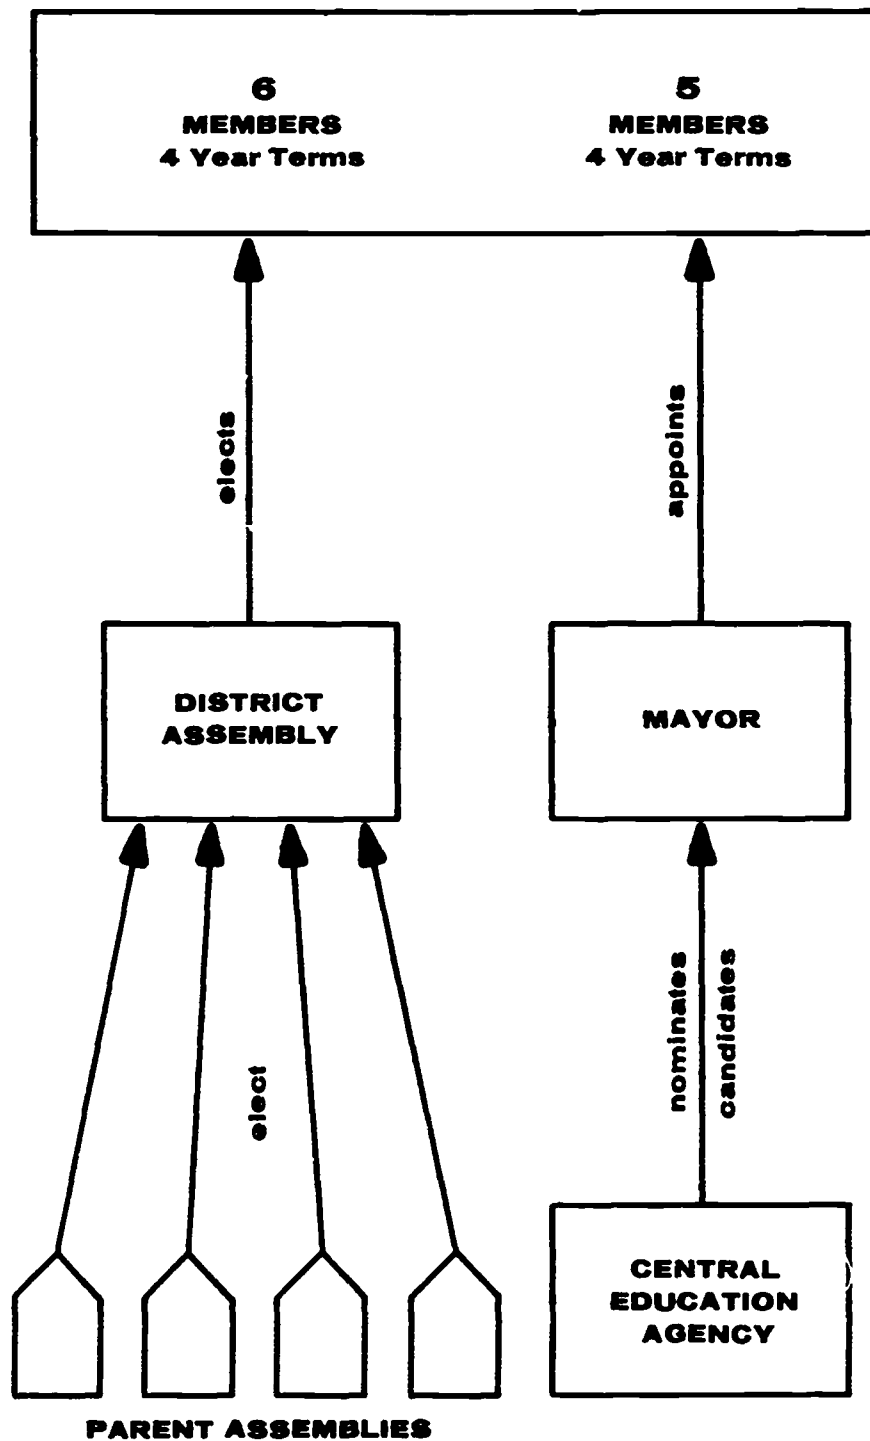 6
MEMBERS
4 Year Terms
5
MEMBERS
4 Year Terms
elects
appoints
DISTRICT
ASSEMBLY
MAYOR
elect
nominates
candidates
CENTRAL
EDUCATION
AGENCY
PARENT ASSEMBLIES